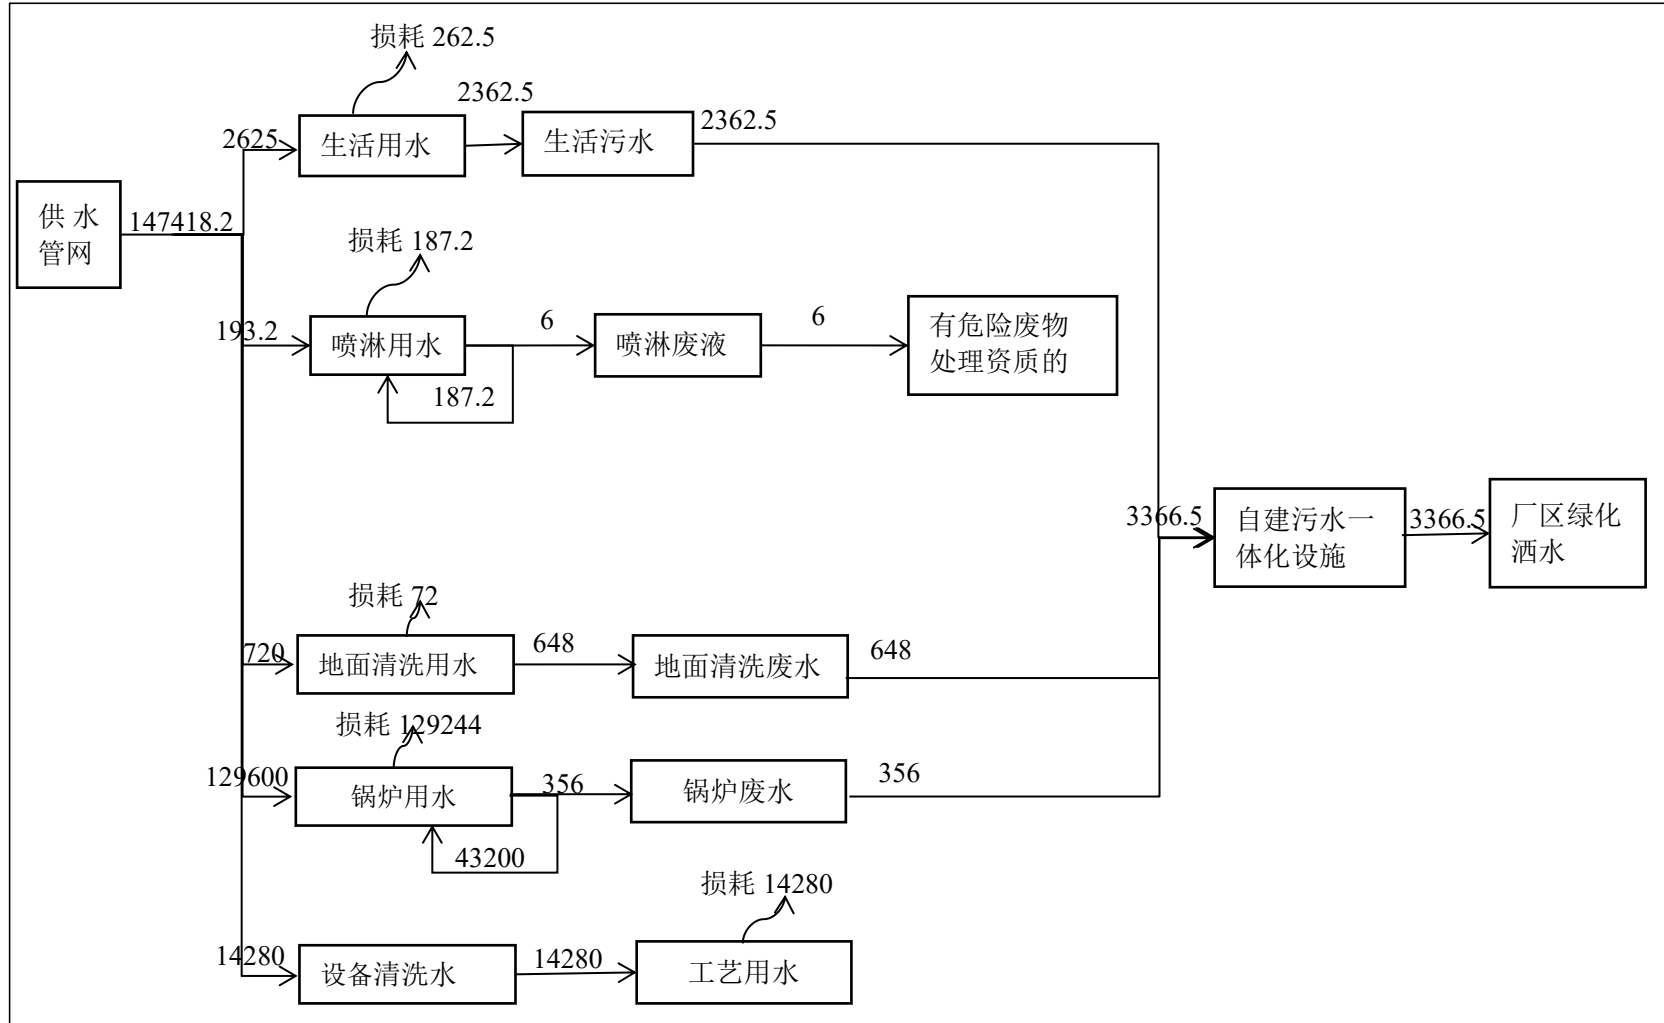 损耗 262.5
2362.5
2362.5
2625
生活用水
生活污水
供 水
管网
147418.2
损耗 187.2
193.2
喷淋用水
6
喷淋废液
6
有危险废物
处理资质的
187.2
3366.5
自建污水一
体化设施
3366.5
厂区绿化
洒水
损耗 72
720
地面清洗用水
648
地面清洗废水
648
损耗 129244
129600
锅炉用水
356
锅炉废水
356
43200
损耗 14280
14280
设备清洗水
14280
工艺用水